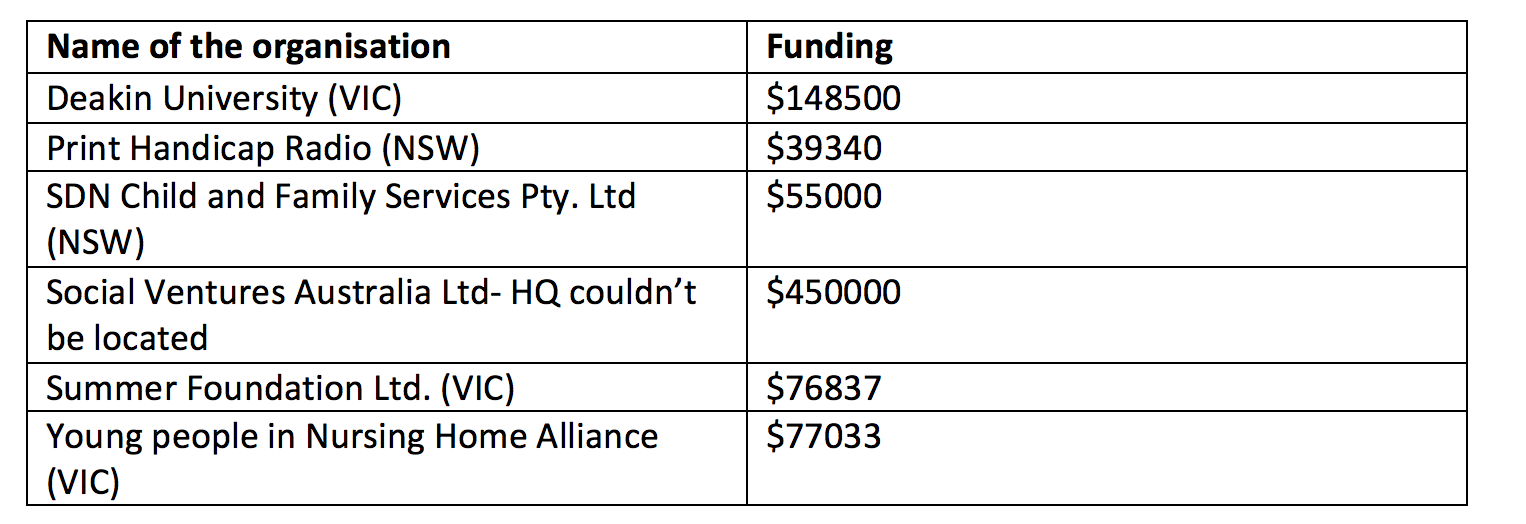 Name of the organisation Funding
Deakin University (VIC) $148500
Print Handicap Radio (NSW) $39340
SDN Child and Family Services Pty. Ltd $55000
(NSW)
Social Ventures Australia Ltd- HQ couldn’t $450000
be located
Summer Foundation Ltd. (VIC) $76837
Young people in Nursing Home Alliance $77033
(VIC)